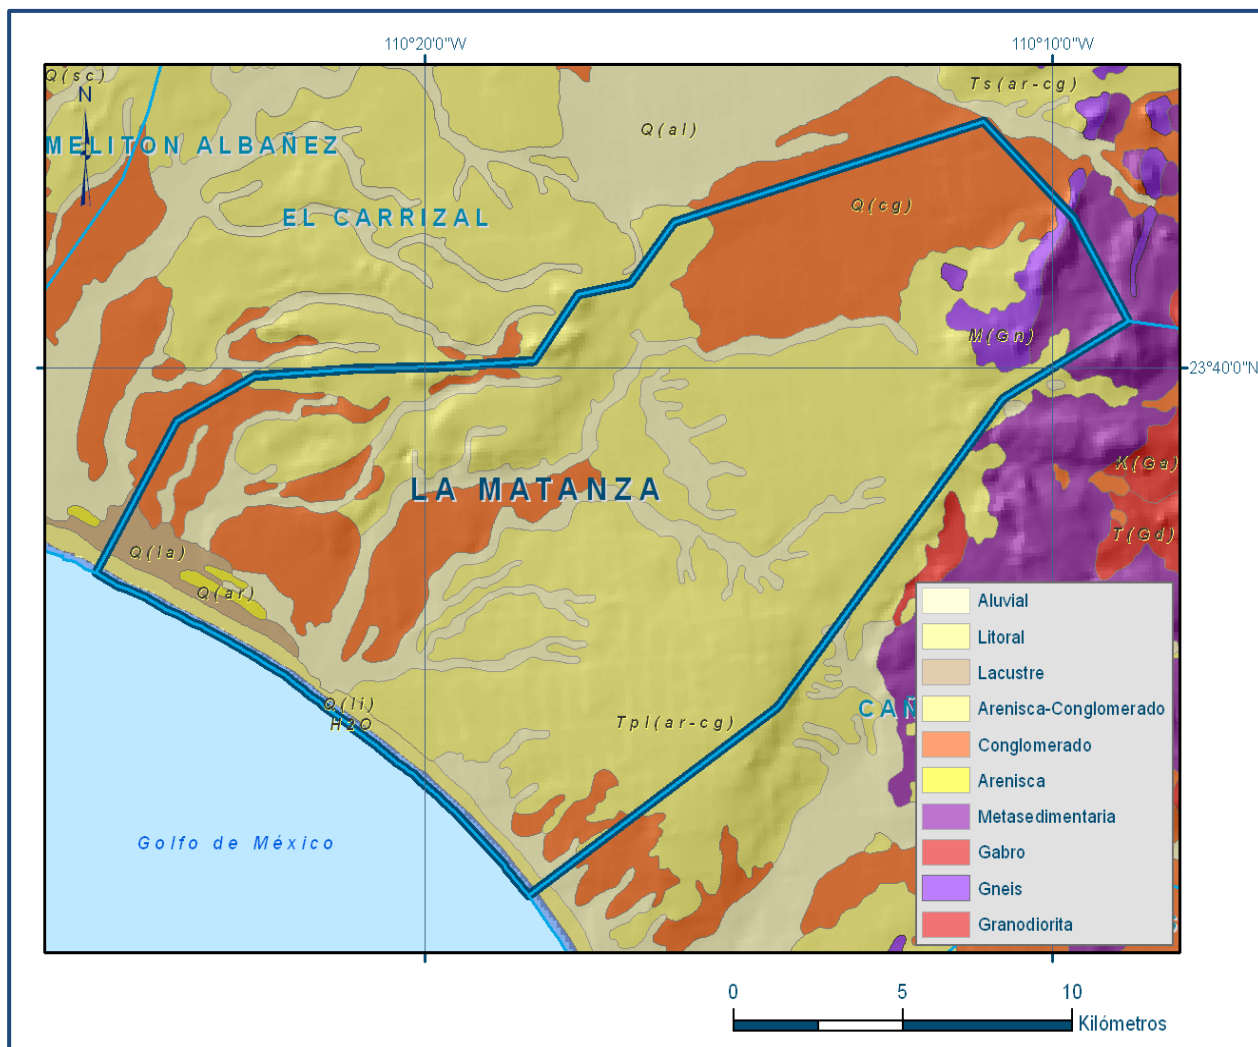 110°20'0"W
110°10'0"W
Q(sc)
N
Ts(ar-cg)
Q(al)
MELITON ALBAÑEZ
EL CARRIZAL
Q(cg)
M(Gn)
23°40'0"N
K(Ga)
LA MATANZA
T(Gd)
Q(la)
Q(ar)
Q(li)
H2O
Tpl(ar-cg)
CAÑ
Golfo de México
Aluvial
Litoral
Lacustre
Arenisca-Conglomerado
Conglomerado
Arenisca
Metasedimentaria
Gabro
Gneis
Granodiorita
0 5 10
Kilómetros